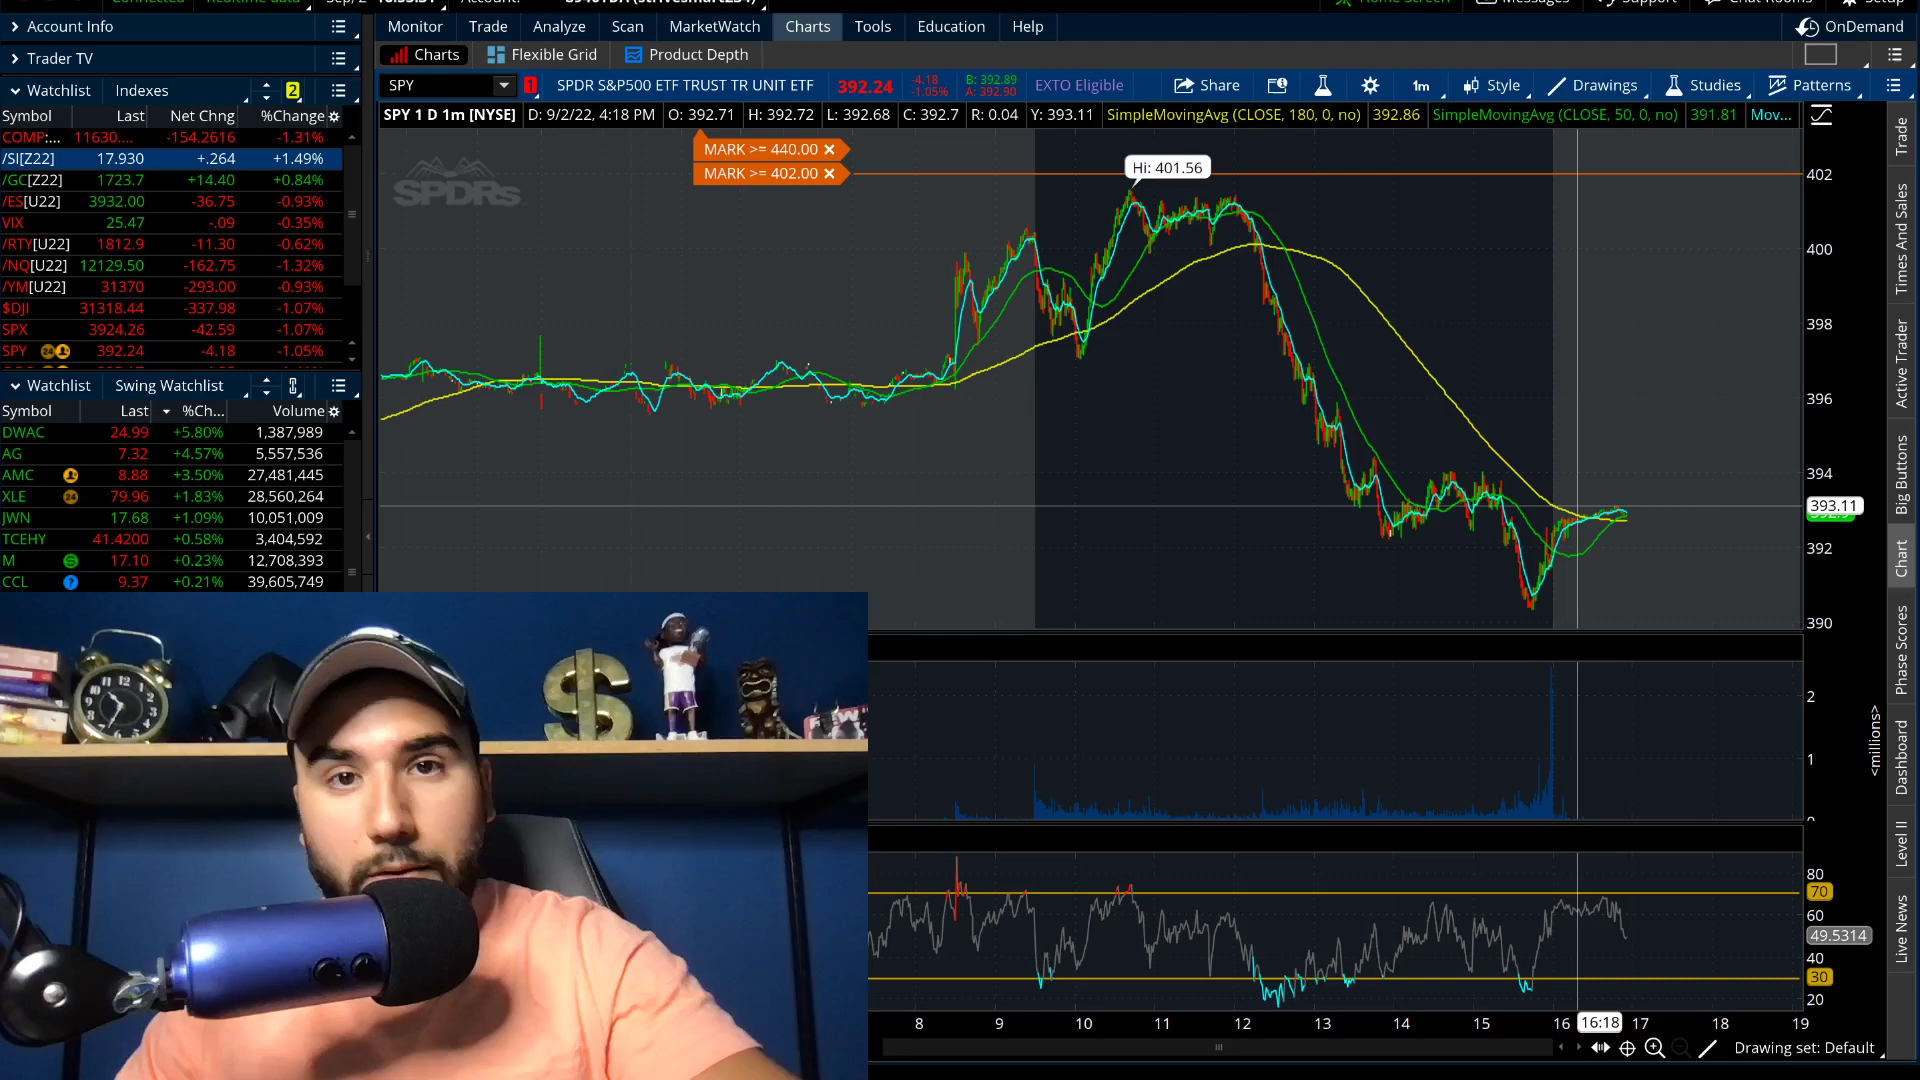 Account Info
Trader TV
Watchlist Indexes 2
Symbol Last Net Chng %Change
COMP:... 11630.... -154.2616 -1.31%
/SI[Z22] 17.930 +.264 +1.49%
/GC[Z22] 1723.7 +14.40 +0.84%
/ES[U22] 3932.00 -36.75 -0.93%
VIX 25.47 -.09 -0.35%
/RTY[U22] 1812.9 -11.30 -0.62%
/NQ[U22] 12129.50 -162.75 -1.32%
/YM[U22] 31370 -293.00 -0.93%
$DJI 31318.44 -337.98 -1.07%
SPX 3924.26 -42.59 -1.07%
SPY 24 392.24 -4.18 -1.05%
Watchlist Swing Watchlist
Symbol Last %Ch... Volume
DWAC 24.99 +5.80% 1,387,989
AG 7.32 +4.57% 5,557,536
AMC 8.88 +3.50% 27,481,445
XLE 24 79.96 +1.83% 28,560,264
JWN 17.68 +1.09% 10,051,009
TCEHY 41.4200 +0.58% 3,404,592
M 17.10 +0.23% 12,708,393
CCL ? 9.37 +0.21% 39,605,749
Monitor Trade Analyze Scan MarketWatch Charts Tools Education Help
OnDemand
Charts Flexible Grid Product Depth
SPY 1 SPDR S&P500 ETF TRUST TR UNIT ETF 392.24 -4.18 -1.05% B: 392.89 A: 392.90 EXTO Eligible Share 1m Style Drawings Studies Patterns
SPY 1 D 1m [NYSE] D: 9/2/22, 4:18 PM O: 392.71 H: 392.72 L: 392.68 C: 392.7 R: 0.04 Y: 393.11 SimpleMovingAvg (CLOSE, 180, 0, no) 392.86 SimpleMovingAvg (CLOSE, 50, 0, no) 391.81 Mov...
MARK >= 440.00
MARK >= 402.00
SPDRs
Hi: 401.56
402
400
398
396
394
393.11
392
390
2
1
<millions>
80
70
60
49.5314
40
30
20
8 9 10 11 12 13 14 15 16 16:18 17 18 19
Drawing set: Default
Trade
Times And Sales
Active Trader
Big Buttons
Chart
Phase Scores
Dashboard
Level II
Live News
$